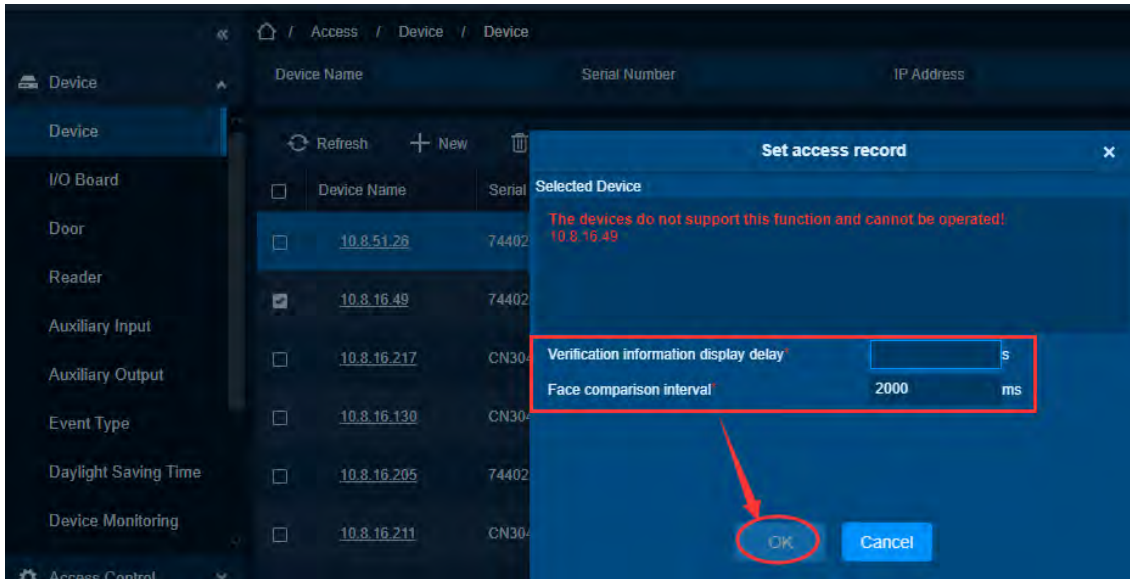 « / Access / Device / Device
Device
Device Name Serial Number IP Address
Device
Refresh + New
Set access record ×
I/O Board
Device Name Serial
Selected Device
The devices do not support this function and cannot be operated!
10.8.16.49
Door
10.8.51.26 74402
Reader
10.8.16.49 74402
Auxiliary Input
Verification information display delay* s
10.8.16.217 CN304
Auxiliary Output
Face comparison interval* 2000 ms
Event Type
10.8.16.130 CN304
Daylight Saving Time
10.8.16.205 74402
Device Monitoring
10.8.16.211 CN304
OK Cancel
Access Control